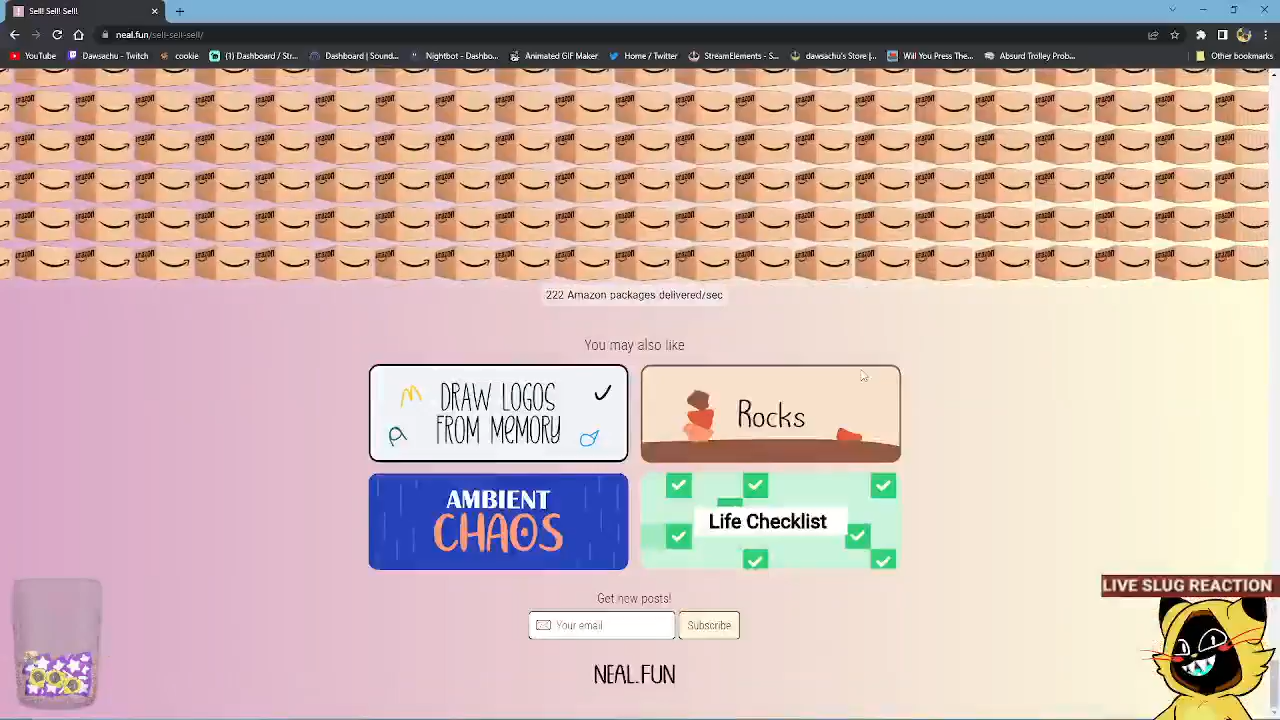 Sell! Sell! Sell!
neal.fun/sell-sell-sell/
YouTube
Dawsachu - Twitch
cookie
(1) Dashboard / Str...
Dashboard | Sound...
Nightbot - Dashbo...
Animated GIF Maker
Home / Twitter
StreamElements - S...
dawsachu's Store |...
Will You Press The...
Absurd Trolley Prob...
Other bookmarks
amazon
222 Amazon packages delivered/sec
You may also like
DRAW LOGOS
FROM MEMORY
Rocks
AMBIENT
CHAOS
Life Checklist
Get new posts!
Your email
Subscribe
NEAL.FUN
LIVE SLUG REACTION